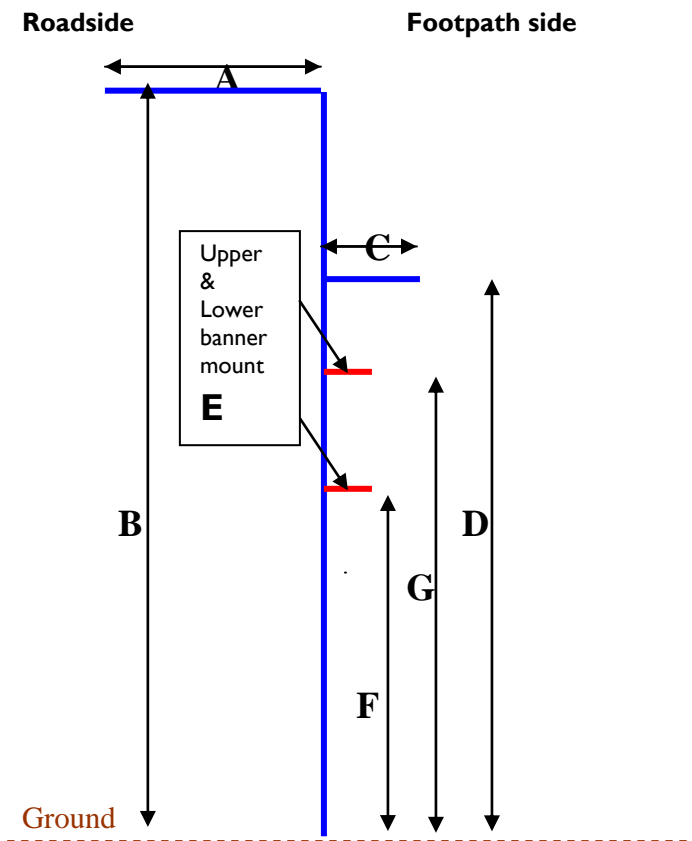 Roadside
Footpath side
A
C
Upper
&
Lower
banner
mount
E
B
D
G
F
Ground